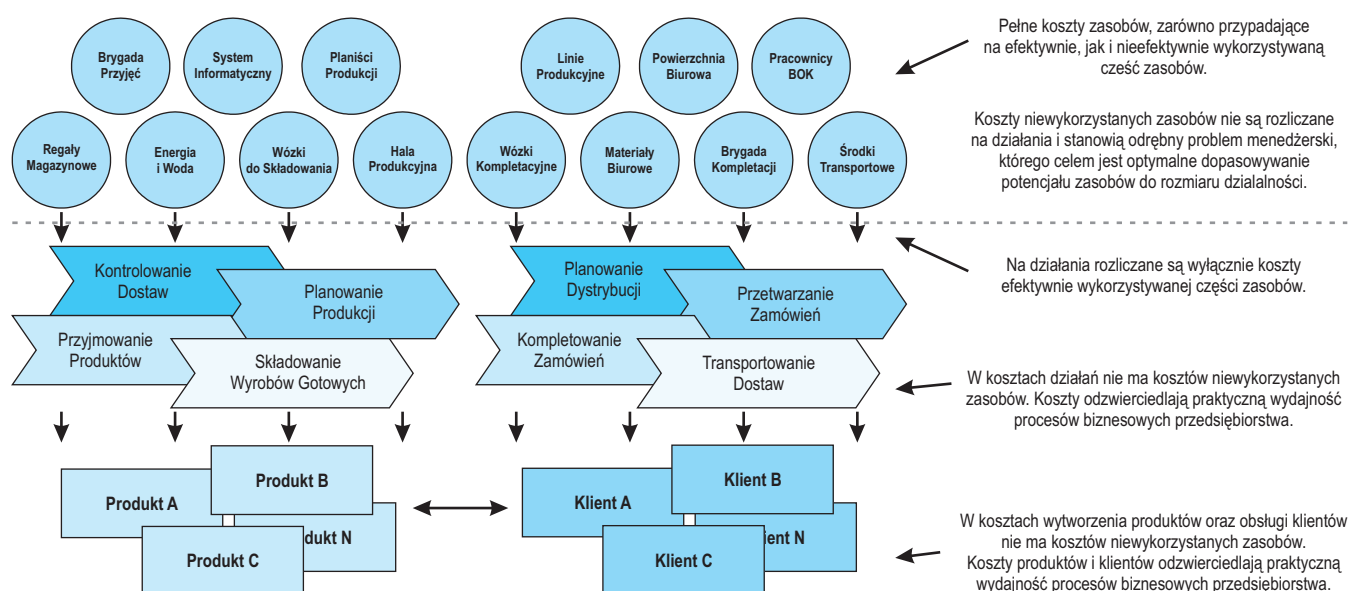 Brygada
Przyjęć
System
Informatyczny
Planiści
Produkcji
Linie
Produkcyjne
Powierzchnia
Biurowa
Pracownicy
BOK
Regały
Magazynowe
Energia
i Woda
Wózki
do Składowania
Hala
Produkcyjna
Wózki
Kompletacyjne
Materiały
Biurowe
Brygada
Kompletacji
Środki
Transportowe
Pełne koszty zasobów, zarówno przypadające
na efektywnie, jak i nieefektywnie wykorzystywaną
cześć zasobów.
Koszty niewykorzystanych zasobów nie są rozliczane
na działania i stanowią odrębny problem menedżerski,
którego celem jest optymalne dopasowywanie
potencjału zasobów do rozmiaru dzialalności.
Kontrolowanie
Dostaw
Planowanie
Produkcji
Przyjmowanie
Produktów
Składowanie
Wyrobów Gotowych
Planowanie
Dystrybucji
Przetwarzanie
Zamówień
Kompletowanie
Zamówień
Transportowanie
Dostaw
Na działania rozliczane są wyłącznie koszty
efektywnie wykorzystywanej części zasobów.
W kosztach działań nie ma kosztów niewykorzystanych
zasobów. Koszty odzwierciedlają praktyczną wydajność
procesów biznesowych przedsiębiorstwa.
Produkt A
Produkt B
dukt N
Produkt C
Klient A
Klient B
ient N
Klient C
W kosztach wytworzenia produktów oraz obsługi klientów
nie ma kosztów niewykorzystanych zasobów.
Koszty produktów i klientów odzwierciedlają praktyczną
wydajność procesów biznesowych przedsiębiorstwa.